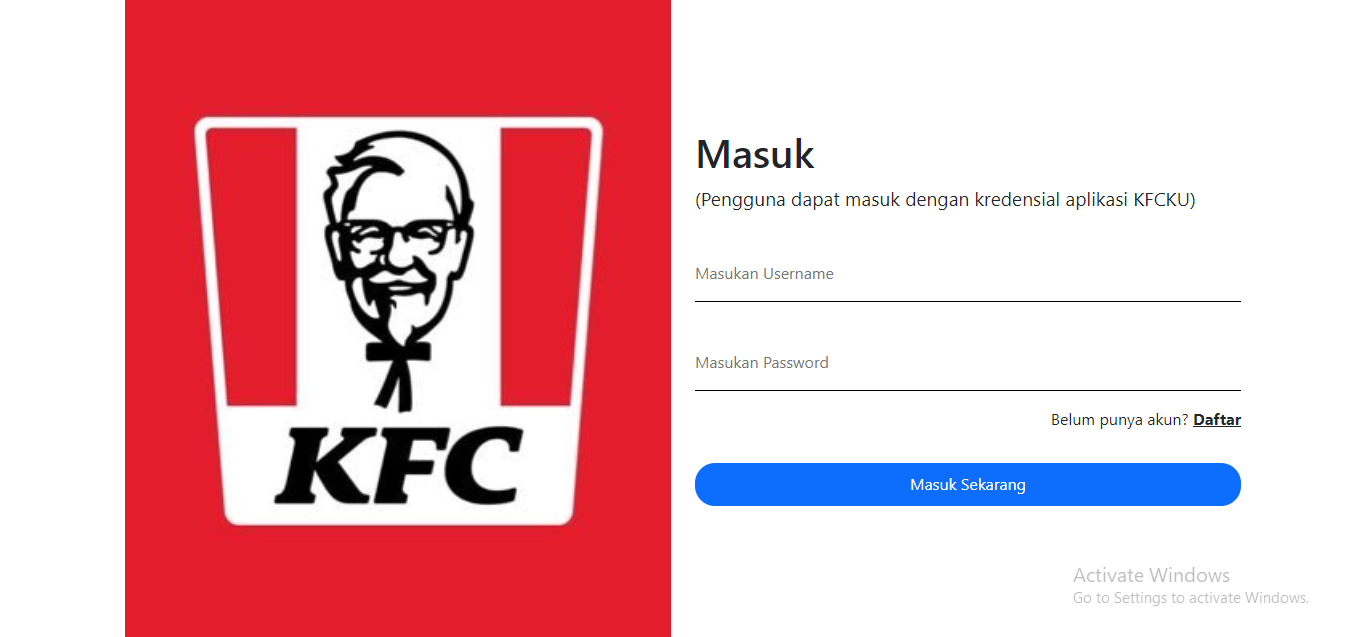 KFC
Masuk
(Pengguna dapat masuk dengan kredensial aplikasi KFCKU)
Masukan Username
Masukan Password
Belum punya akun? Daftar
Masuk Sekarang
Activate Windows
Go to Settings to activate Windows.